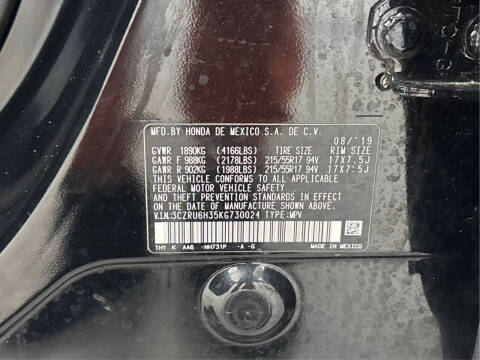 MFD.BY HONDA DE MEXICO S.A. DE C.V. 08/'19
GVWR 1890KG (4166LBS) TIRE SIZE RIM SIZE
GAWR F 988KG (2178LBS) 215/55R17 94V 17X7.5J
GAWR R 902KG (1988LBS) 215/55R17 94V 17X7.5J
THIS VEHICLE CONFORMS TO ALL APPLICABLE
FEDERAL MOTOR VEHICLE SAFETY AND
THEFT PREVENTION STANDARDS IN EFFECT
ON THE DATE OF MANUFACTURE SHOWN ABOVE.
V.I.N:3CZRU6H35KG730024 TYPE:MPV
THY K AA6 -NH731P -A -G MADE IN MEXICO